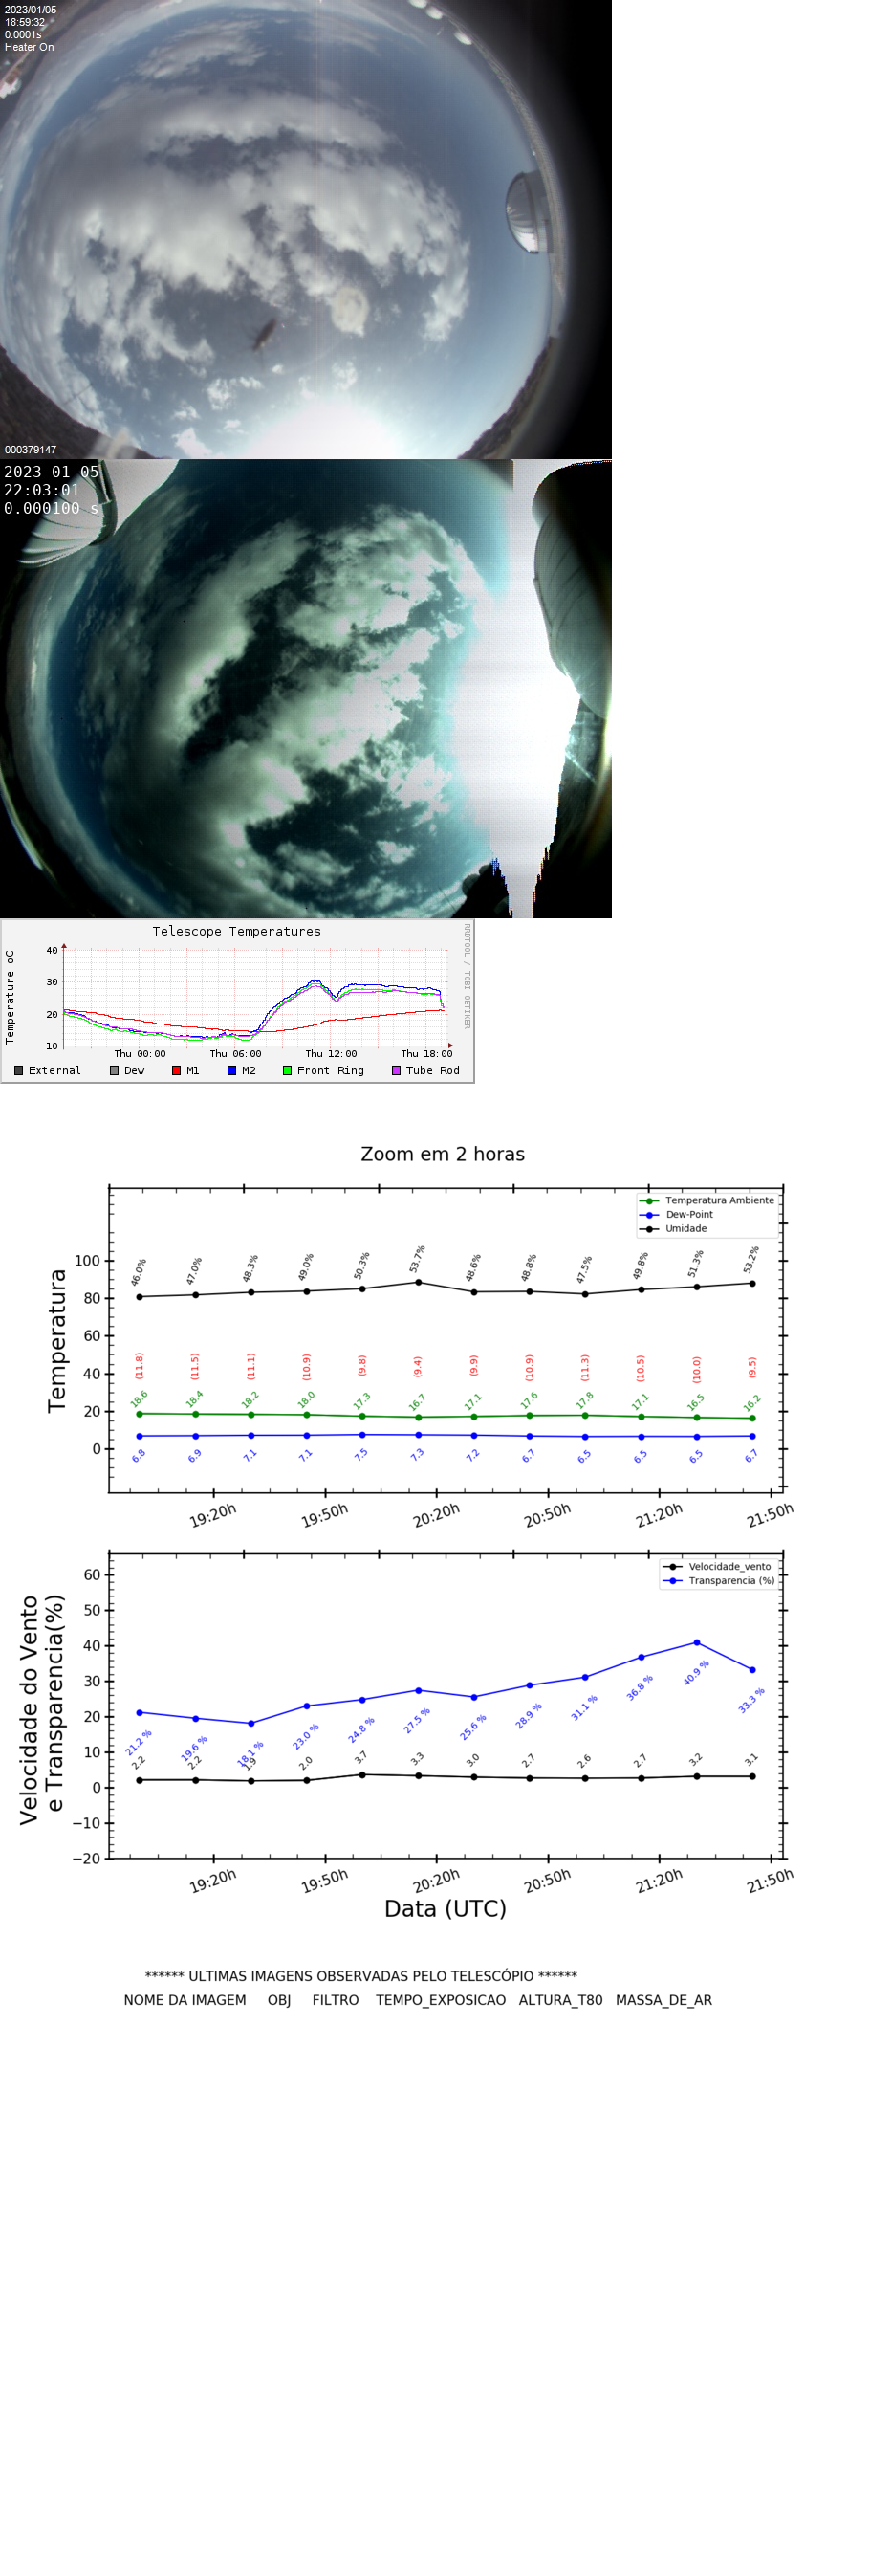 2023/01/05
18:59:32
0.0001s
Heater On
000379147
2023-01-05
22:03:01
0.000100 s
Telescope Temperatures
RRDTOOL / TOBI OETIKER
Temperature oC
40
30
20
10
Thu 00:00 Thu 06:00 Thu 12:00 Thu 18:00
External Dew M1 M2 Front Ring Tube Rod
Zoom em 2 horas
Temperatura Ambiente
Dew-Point
Umidade
Temperatura
100
80
60
40
20
0
46.0% 47.0% 48.3% 49.0% 50.3% 53.7% 48.6% 48.8% 47.5% 49.8% 51.3% 53.2%
(11.8) (11.5) (11.1) (10.9) (9.8) (9.4) (9.9) (10.9) (11.3) (10.5) (10.0) (9.5)
18.6 18.4 18.2 18.0 17.3 16.7 17.1 17.6 17.8 17.1 16.5 16.2
6.8 6.9 7.1 7.1 7.5 7.3 7.2 6.7 6.5 6.5 6.5 6.7
19:20h 19:50h 20:20h 20:50h 21:20h 21:50h
Velocidade_vento
Transparencia (%)
Velocidade do Vento
e Transparencia(%)
60
50
40
30
20
10
0
−10
−20
21.2 % 19.6 % 18.1 % 23.0 % 24.8 % 27.5 % 25.6 % 28.9 % 31.1 % 36.8 % 40.9 % 33.3 %
2.2 2.2 1.9 2.0 3.7 3.3 3.0 2.7 2.6 2.7 3.2 3.1
19:20h 19:50h 20:20h 20:50h 21:20h 21:50h
Data (UTC)
****** ULTIMAS IMAGENS OBSERVADAS PELO TELESCÓPIO ******
NOME DA IMAGEM OBJ FILTRO TEMPO_EXPOSICAO ALTURA_T80 MASSA_DE_AR